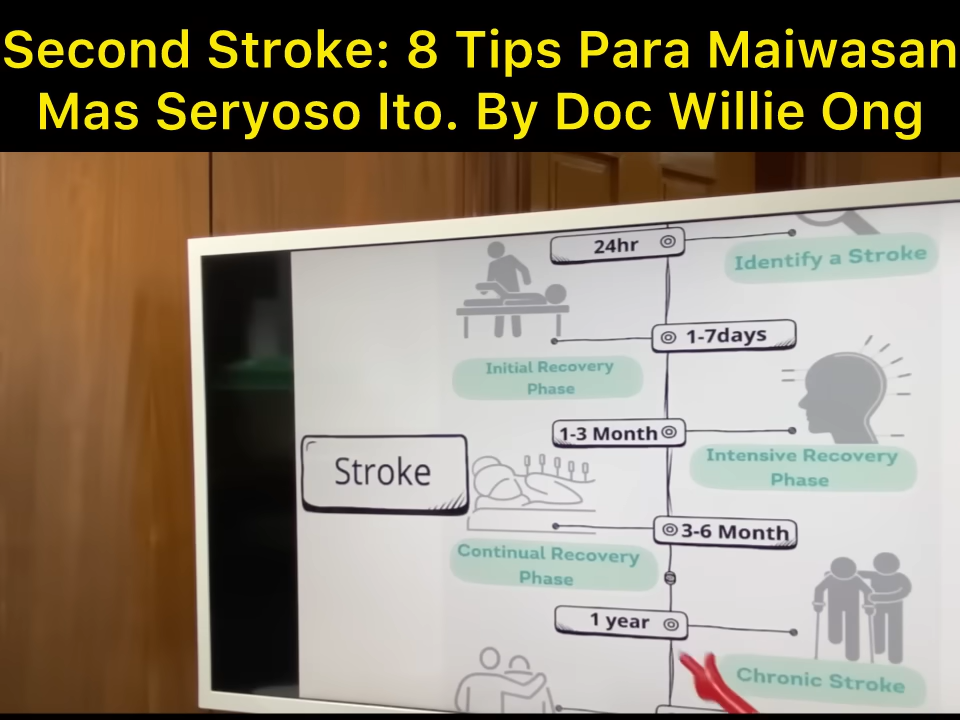 Second Stroke: 8 Tips Para Maiwasan
Mas Seryoso Ito. By Doc Willie Ong
24hr
Identify a Stroke
1-7days
Initial Recovery
Phase
1-3 Month
Intensive Recovery
Phase
Stroke
3-6 Month
Continual Recovery
Phase
1 year
Chronic Stroke